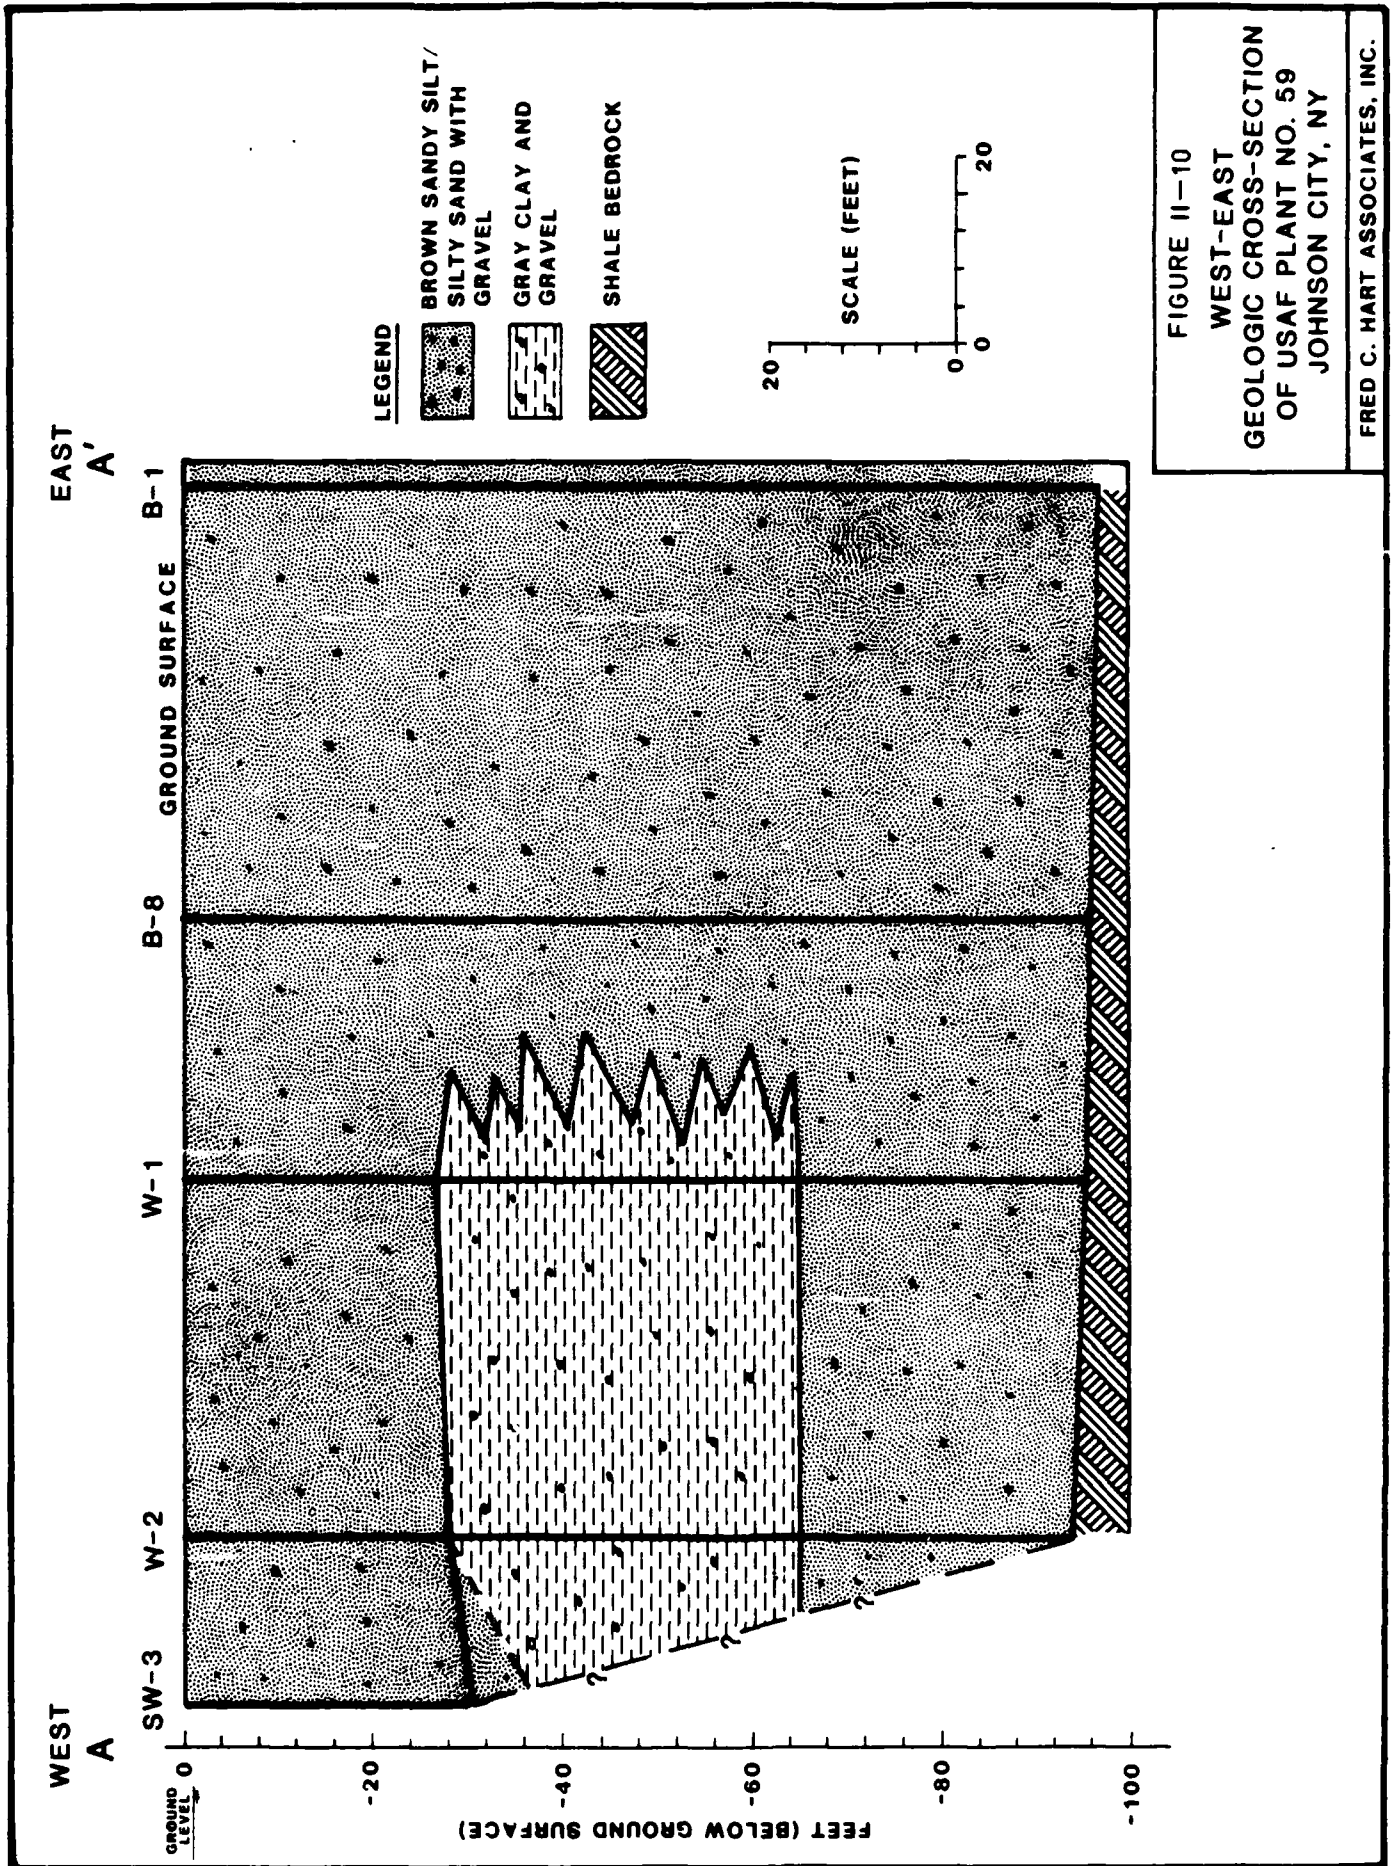 WEST
A
EAST
A'
SW-3
W-2
W-1
B-8
GROUND SURFACE
B-1
GROUND
LEVEL
0
-20
-40
-60
-80
-100
FEET (BELOW GROUND SURFACE)
?
?
?
LEGEND
BROWN SANDY SILT/
SILTY SAND WITH
GRAVEL
GRAY CLAY AND
GRAVEL
SHALE BEDROCK
20
SCALE (FEET)
0
0
20
FIGURE II-10
WEST-EAST
GEOLOGIC CROSS-SECTION
OF USAF PLANT NO. 59
JOHNSON CITY, NY
FRED C. HART ASSOCIATES, INC.